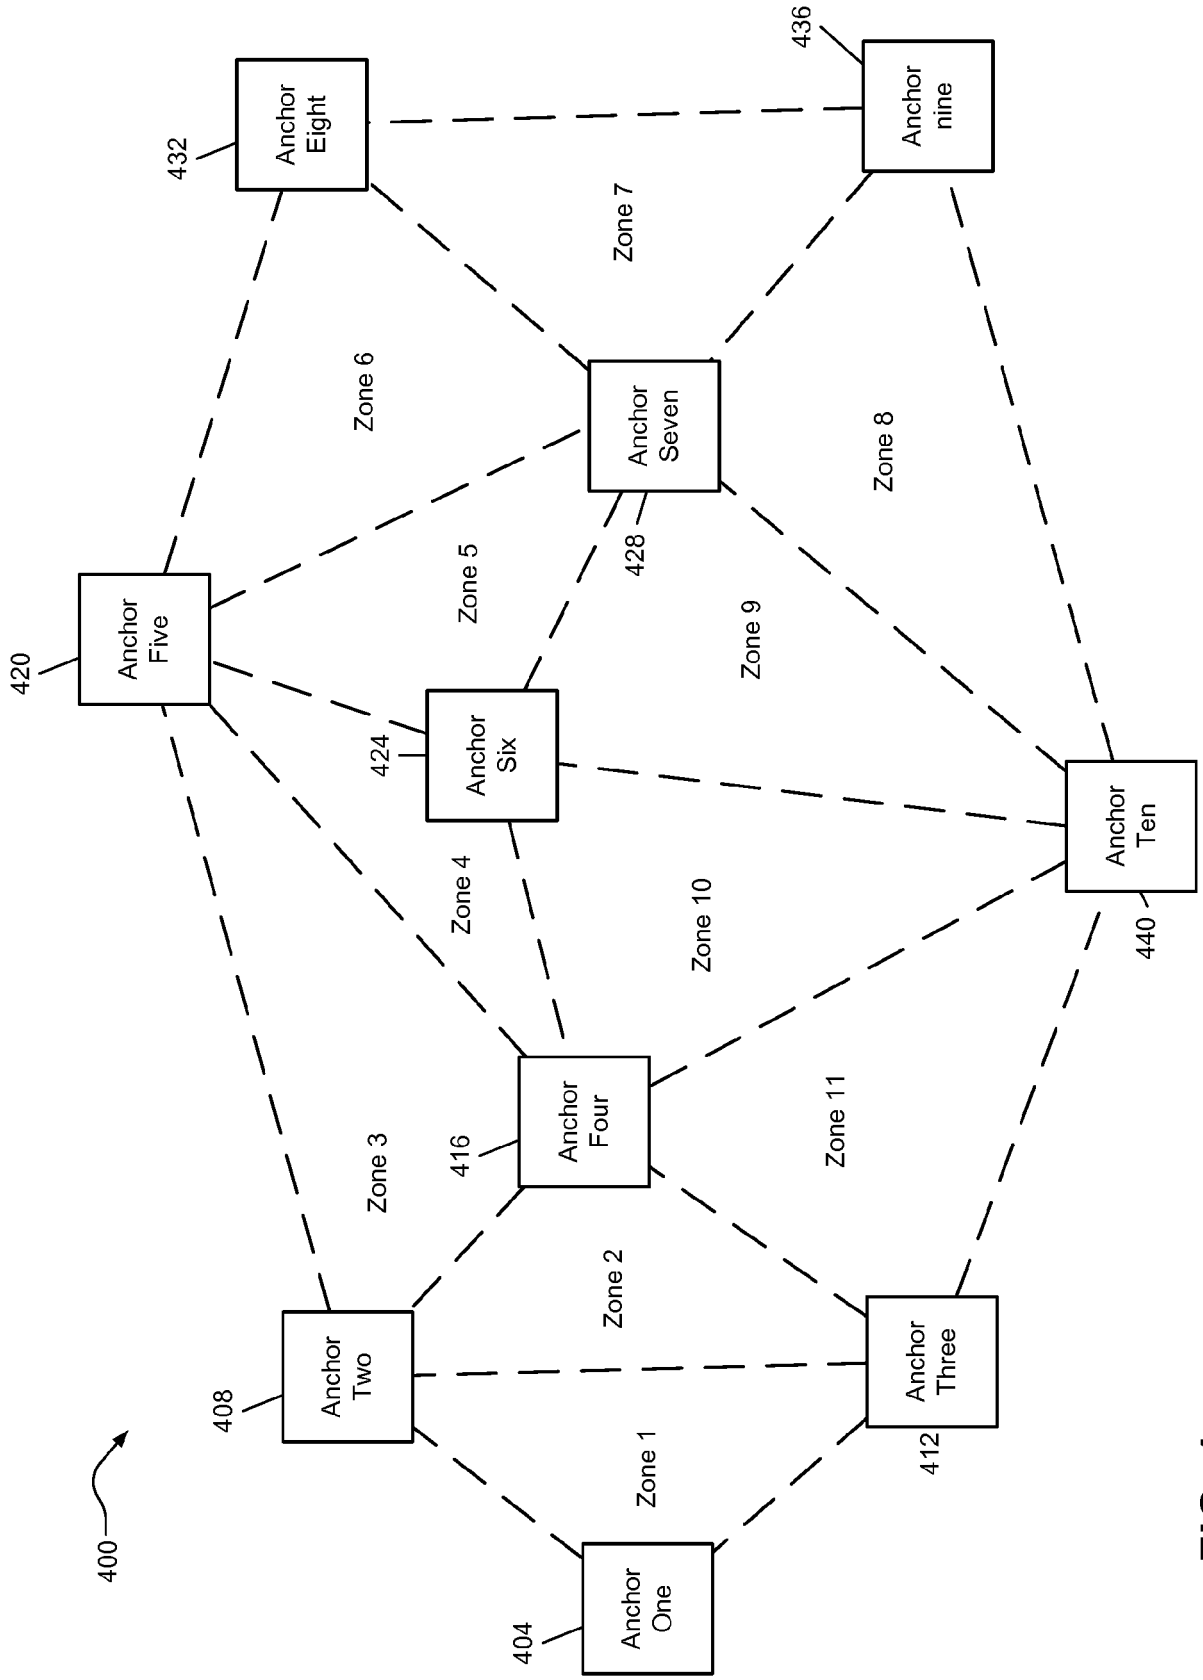 400
404
Anchor
One
408
Anchor
Two
412
Anchor
Three
416
Anchor
Four
420
Anchor
Five
424
Anchor
Six
428
Anchor
Seven
432
Anchor
Eight
436
Anchor
nine
440
Anchor
Ten
Zone 1
Zone 2
Zone 3
Zone 4
Zone 5
Zone 6
Zone 7
Zone 8
Zone 9
Zone 10
Zone 11